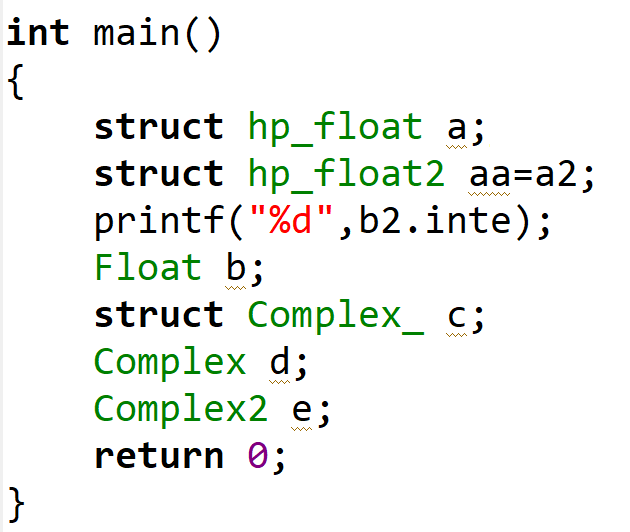 int main()
{
    struct hp_float a;
    struct hp_float2 aa=a2;
    printf("%d",b2.inte);
    Float b;
    struct Complex_ c;
    Complex d;
    Complex2 e;
    return 0;
}